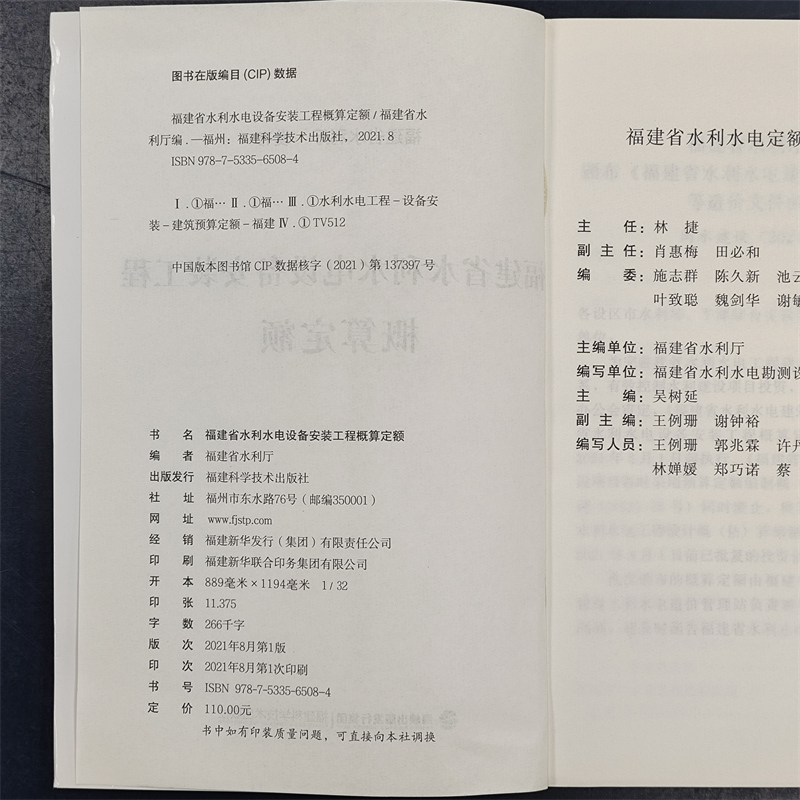 图书在版编目(CIP)数据
福建省水利水电设备安装工程概算定额/福建省水
利厅编.—福州:福建科学技术出版社,2021.8
ISBN 978-7-5335-6508-4
Ⅰ.①福… Ⅱ.①福… Ⅲ.①水利水电工程－设备安
装－建筑预算定额－福建 Ⅳ.①TV512
中国版本图书馆CIP数据核字(2021)第137397号
书 名 福建省水利水电设备安装工程概算定额
编 者 福建省水利厅
出版发行 福建科学技术出版社
社 址 福州市东水路76号(邮编350001)
网 址 www.fjstp.com
经 销 福建新华发行(集团)有限责任公司
印 刷 福建新华联合印务集团有限公司
开 本 889毫米×1194毫米 1/32
印 张 11.375
字 数 266千字
版 次 2021年8月第1版
印 次 2021年8月第1次印刷
书 号 ISBN 978-7-5335-6508-4
定 价 110.00元
书中如有印装质量问题,可直接向本社调换
福建省水利水电定额
主 任:林 捷
副主任:肖惠梅 田必和
编 委:施志群 陈久新 池云
叶致聪 魏剑华 谢敏
主编单位:福建省水利厅
编写单位:福建省水利水电勘测设
主 编:吴树延
副主编:王例珊 谢钟裕
编写人员:王例珊 郭兆霖 许丹
林婵媛 郑巧诺 蔡